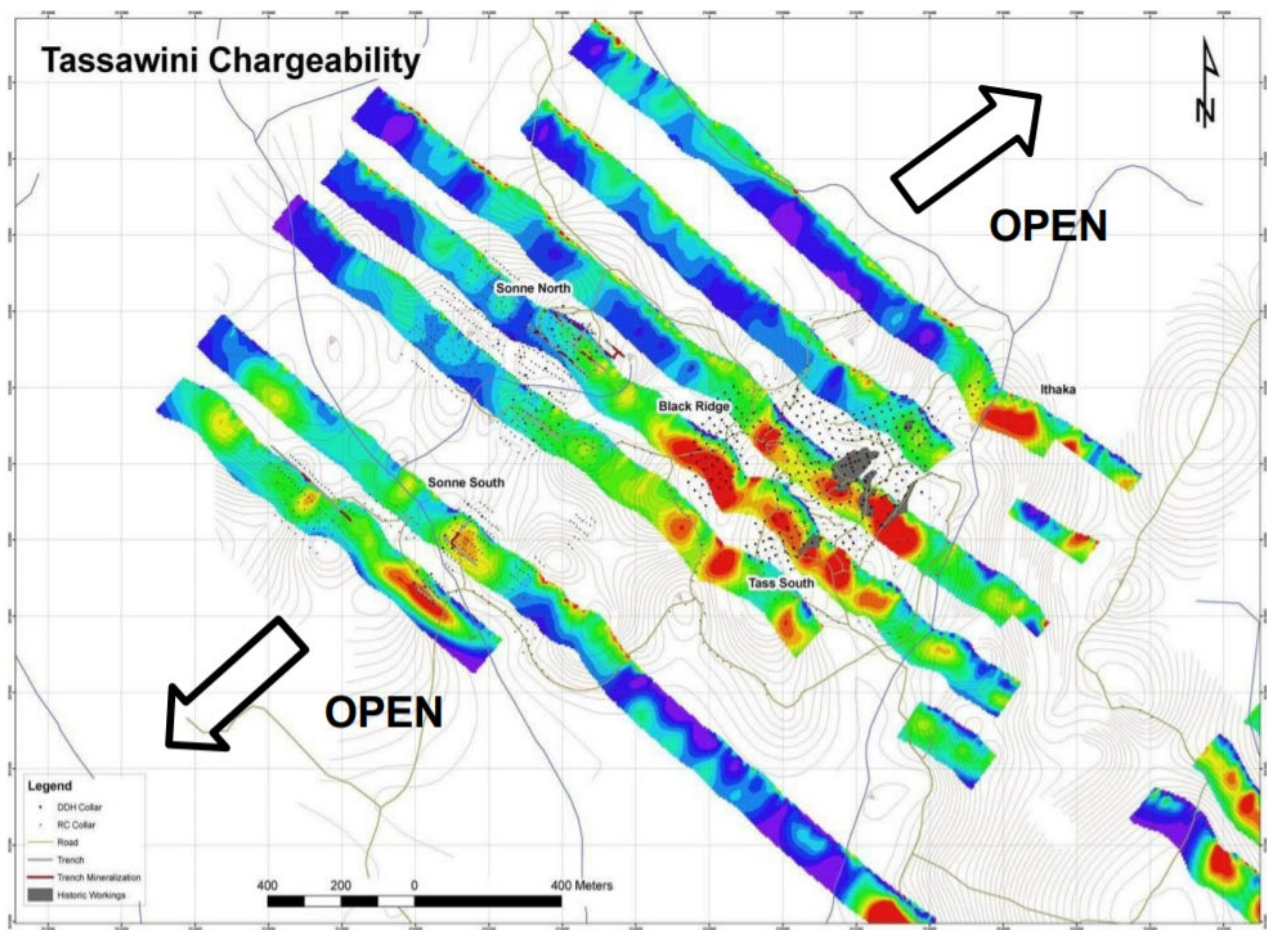 Tassawini Chargeability
N
OPEN
Sonne North
Ithaka
Black Ridge
Sonne South
Tass South
OPEN
Legend
DDH Collar
RC Collar
Road
Trench
Trench Mineralization
Historic Workings
400 200 0 400 Meters